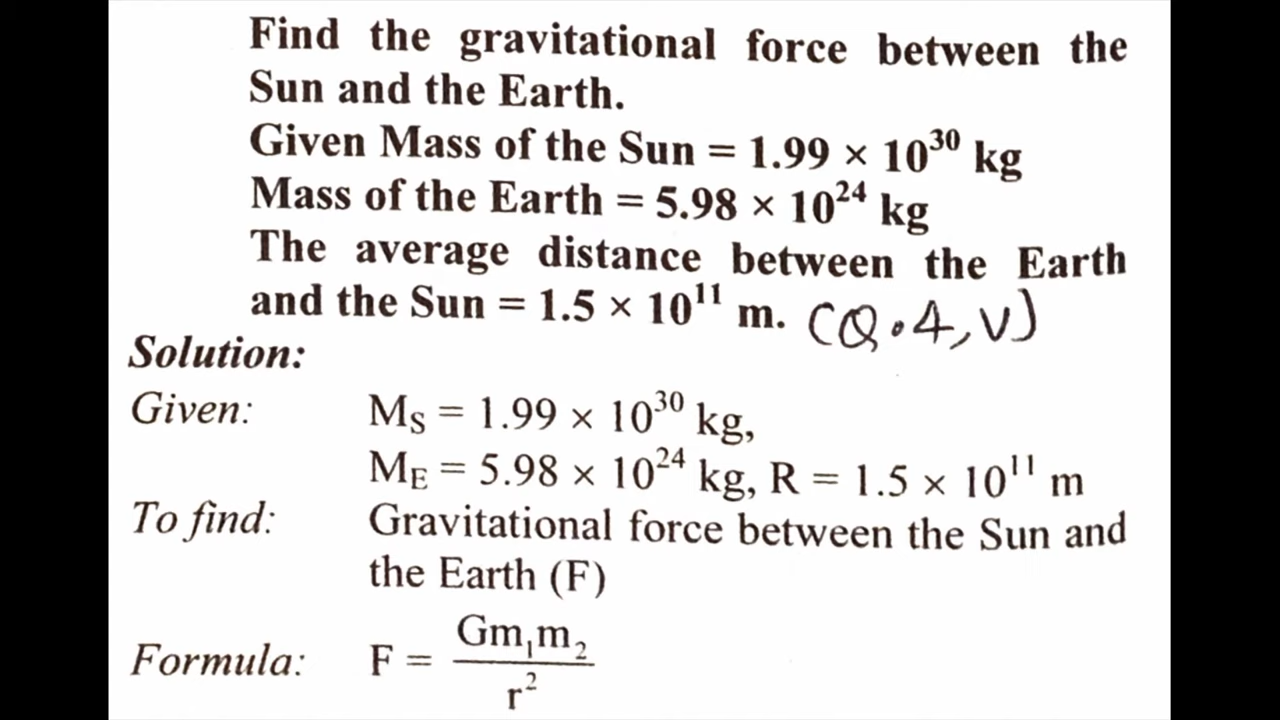 Find the gravitational force between the
Sun and the Earth.
Given Mass of the Sun = 1.99 × 10³⁰ kg
Mass of the Earth = 5.98 × 10²⁴ kg
The average distance between the Earth
and the Sun = 1.5 × 10¹¹ m. (Q.4,V)
Solution:
Given: M_S = 1.99 × 10³⁰ kg,
M_E = 5.98 × 10²⁴ kg, R = 1.5 × 10¹¹ m
To find: Gravitational force between the Sun and
the Earth (F)
Formula: F = Gm₁m₂ / r²